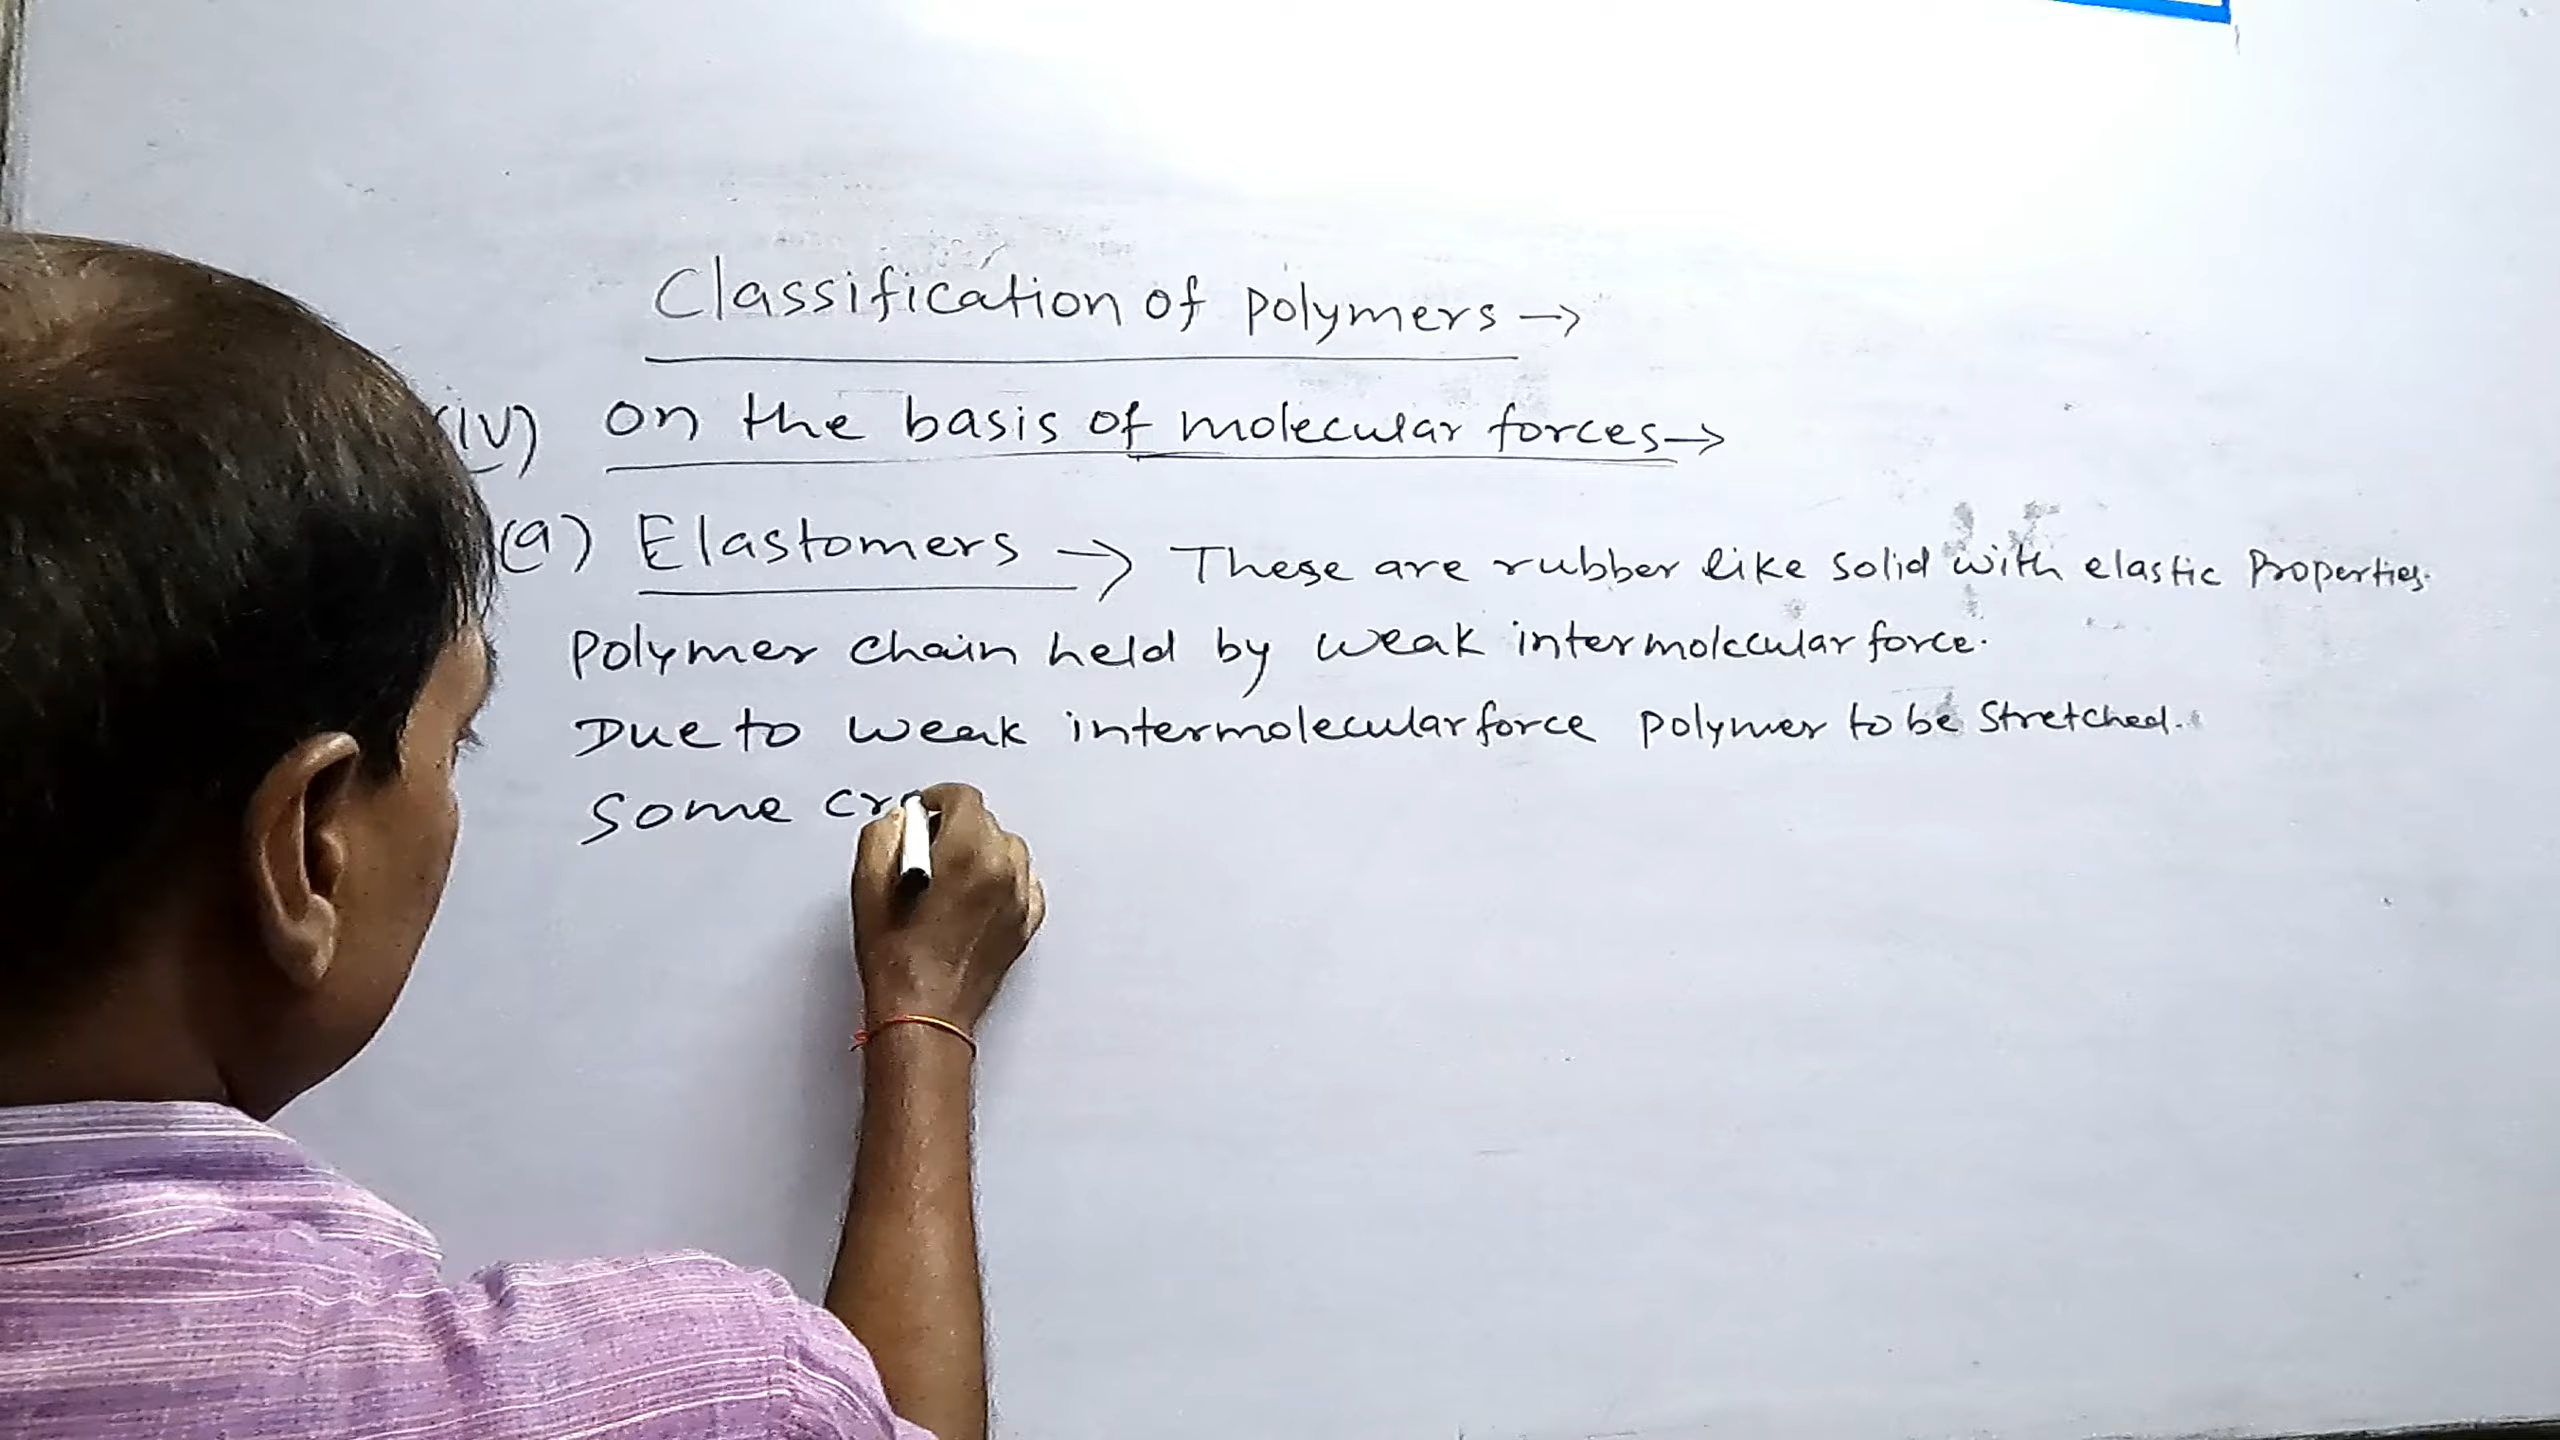 Classification of polymers →
(IV) on the basis of molecular forces →
(a) Elastomers → These are rubber like solid with elastic Properties.
Polymer chain held by weak intermolecular force.
Due to weak intermolecular force polymer to be stretched.
Some cro